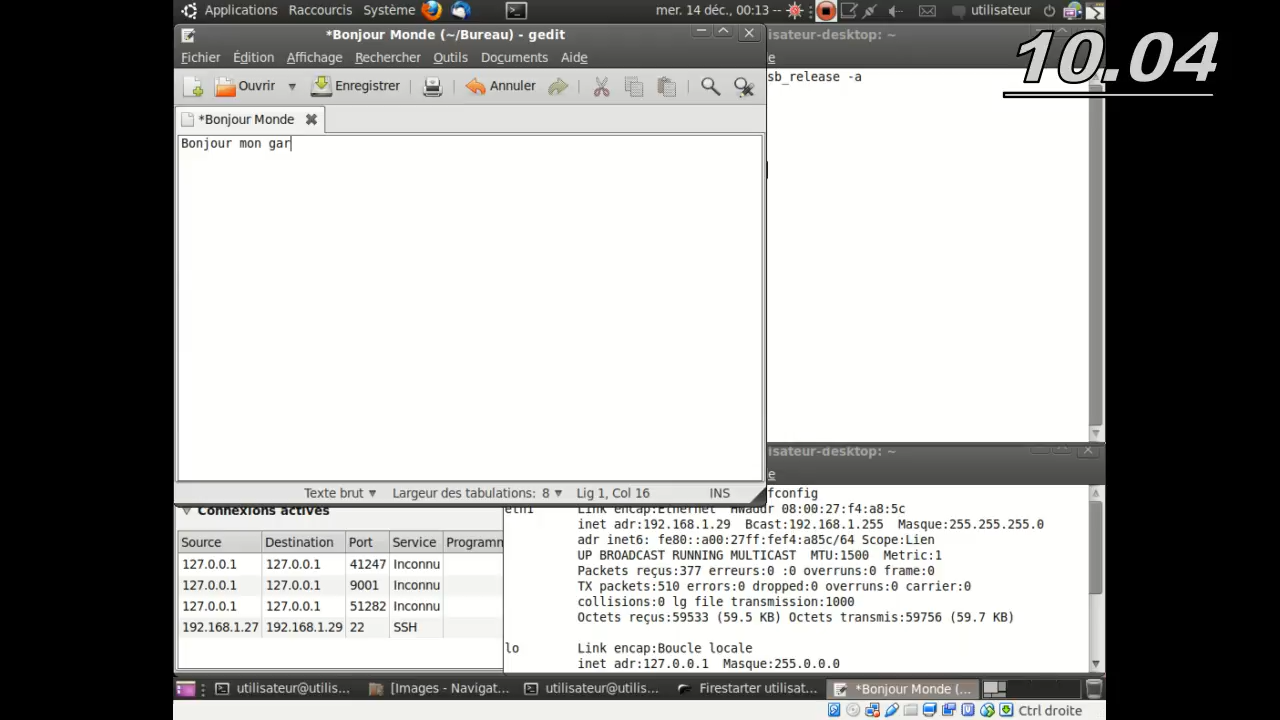 Applications Raccourcis Système mer. 14 déc., 00:13 -- utilisateur
10.04
*Bonjour Monde (~/Bureau) - gedit
isateur-desktop: ~
Fichier Édition Affichage Rechercher Outils Documents Aide
Ouvrir Enregistrer Annuler
sb_release -a
*Bonjour Monde
Bonjour mon gar
Texte brut Largeur des tabulations: 8 Lig 1, Col 16 INS
isateur-desktop: ~
Connexions actives
Source Destination Port Service Programm
127.0.0.1 127.0.0.1 41247 Inconnu
127.0.0.1 127.0.0.1 9001 Inconnu
127.0.0.1 127.0.0.1 51282 Inconnu
192.168.1.27 192.168.1.29 22 SSH
fconfig
eth1 Link encap:Ethernet HWaddr 08:00:27:f4:a8:5c
inet adr:192.168.1.29 Bcast:192.168.1.255 Masque:255.255.255.0
adr inet6: fe80::a00:27ff:fef4:a85c/64 Scope:Lien
UP BROADCAST RUNNING MULTICAST MTU:1500 Metric:1
Packets reçus:377 erreurs:0 :0 overruns:0 frame:0
TX packets:510 errors:0 dropped:0 overruns:0 carrier:0
collisions:0 lg file transmission:1000
Octets reçus:59533 (59.5 KB) Octets transmis:59756 (59.7 KB)
lo Link encap:Boucle locale
inet adr:127.0.0.1 Masque:255.0.0.0
utilisateur@utilis... [Images - Navigat... utilisateur@utilis... Firestarter utilisat... *Bonjour Monde (...
Ctrl droite